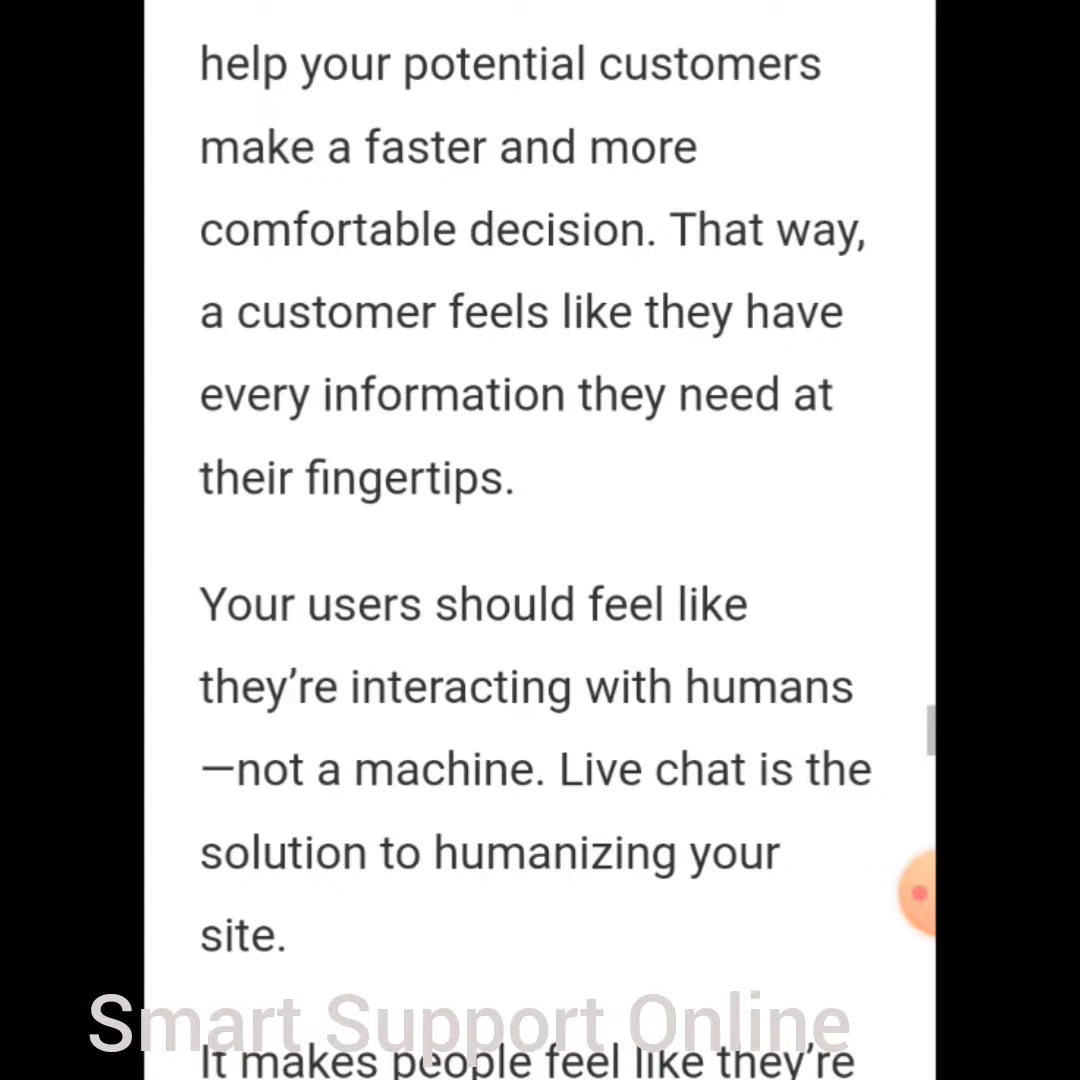 help your potential customers
make a faster and more
comfortable decision. That way,
a customer feels like they have
every information they need at
their fingertips.
Your users should feel like
they’re interacting with humans
—not a machine. Live chat is the
solution to humanizing your
site.
Smart Support Online
It makes people feel like they’re